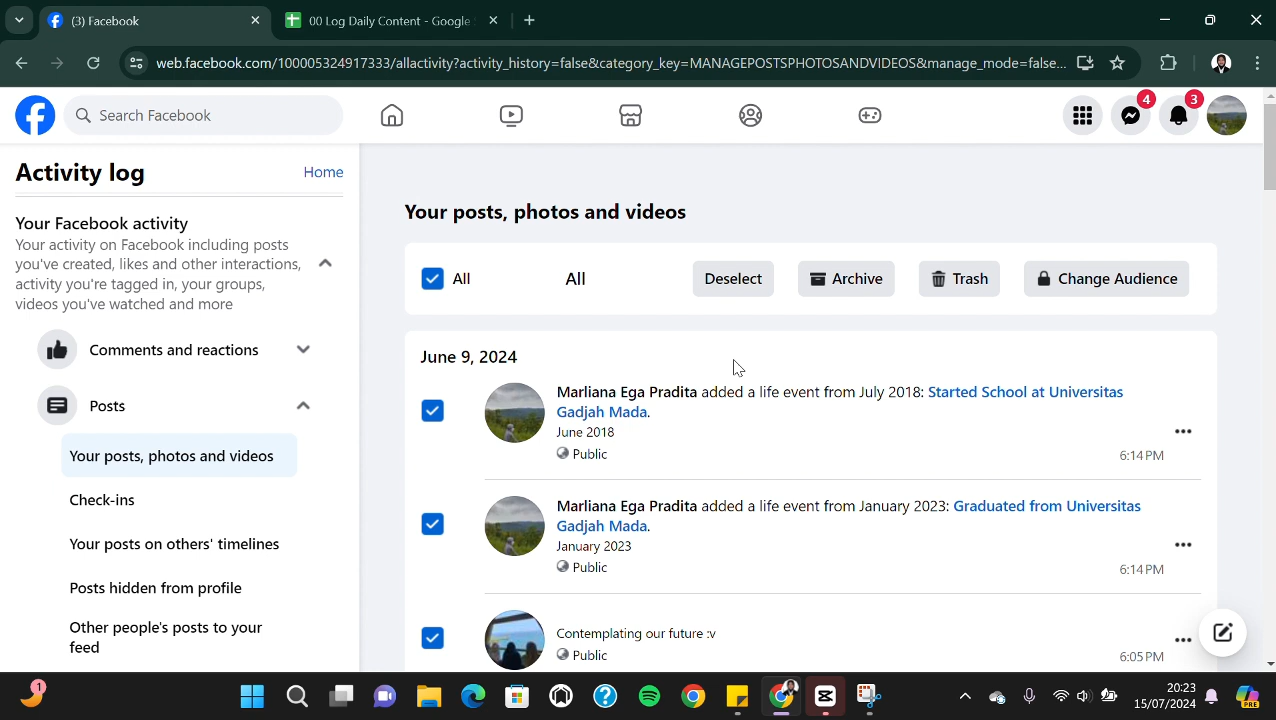 (3) Facebook
00 Log Daily Content - Google S
web.facebook.com/100005324917333/allactivity?activity_history=false&category_key=MANAGEPOSTSPHOTOSANDVIDEOS&manage_mode=false...
Search Facebook
4
3
Activity log
Home
Your Facebook activity
Your activity on Facebook including posts
you've created, likes and other interactions,
activity you're tagged in, your groups,
videos you've watched and more
Comments and reactions
Posts
Your posts, photos and videos
Check-ins
Your posts on others' timelines
Posts hidden from profile
Other people's posts to your
feed
Your posts, photos and videos
All
All
Deselect
Archive
Trash
Change Audience
June 9, 2024
Marliana Ega Pradita added a life event from July 2018: Started School at Universitas
Gadjah Mada.
June 2018
Public
6:14 PM
Marliana Ega Pradita added a life event from January 2023: Graduated from Universitas
Gadjah Mada.
January 2023
Public
6:14 PM
Contemplating our future :v
Public
6:05 PM
1
20:23
15/07/2024
PRE